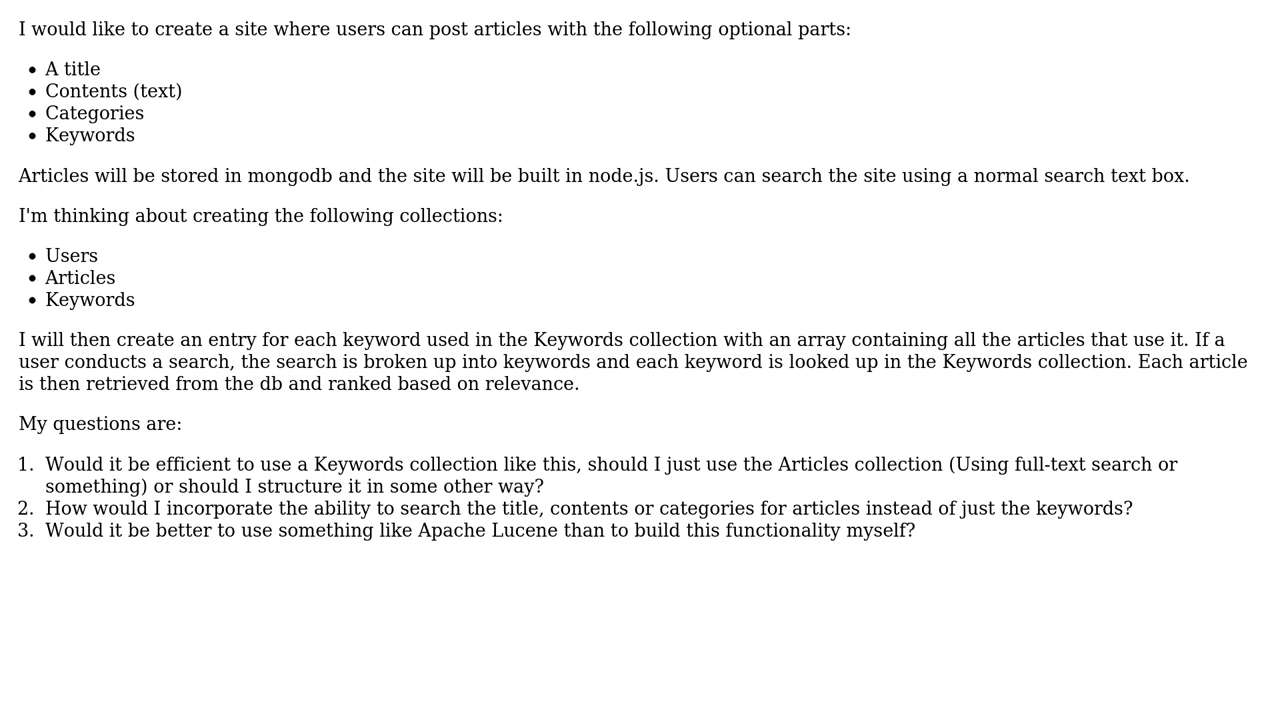 I would like to create a site where users can post articles with the following optional parts:
• A title
• Contents (text)
• Categories
• Keywords
Articles will be stored in mongodb and the site will be built in node.js. Users can search the site using a normal search text box.
I'm thinking about creating the following collections:
• Users
• Articles
• Keywords
I will then create an entry for each keyword used in the Keywords collection with an array containing all the articles that use it. If a
user conducts a search, the search is broken up into keywords and each keyword is looked up in the Keywords collection. Each article
is then retrieved from the db and ranked based on relevance.
My questions are:
1. Would it be efficient to use a Keywords collection like this, should I just use the Articles collection (Using full-text search or
something) or should I structure it in some other way?
2. How would I incorporate the ability to search the title, contents or categories for articles instead of just the keywords?
3. Would it be better to use something like Apache Lucene than to build this functionality myself?